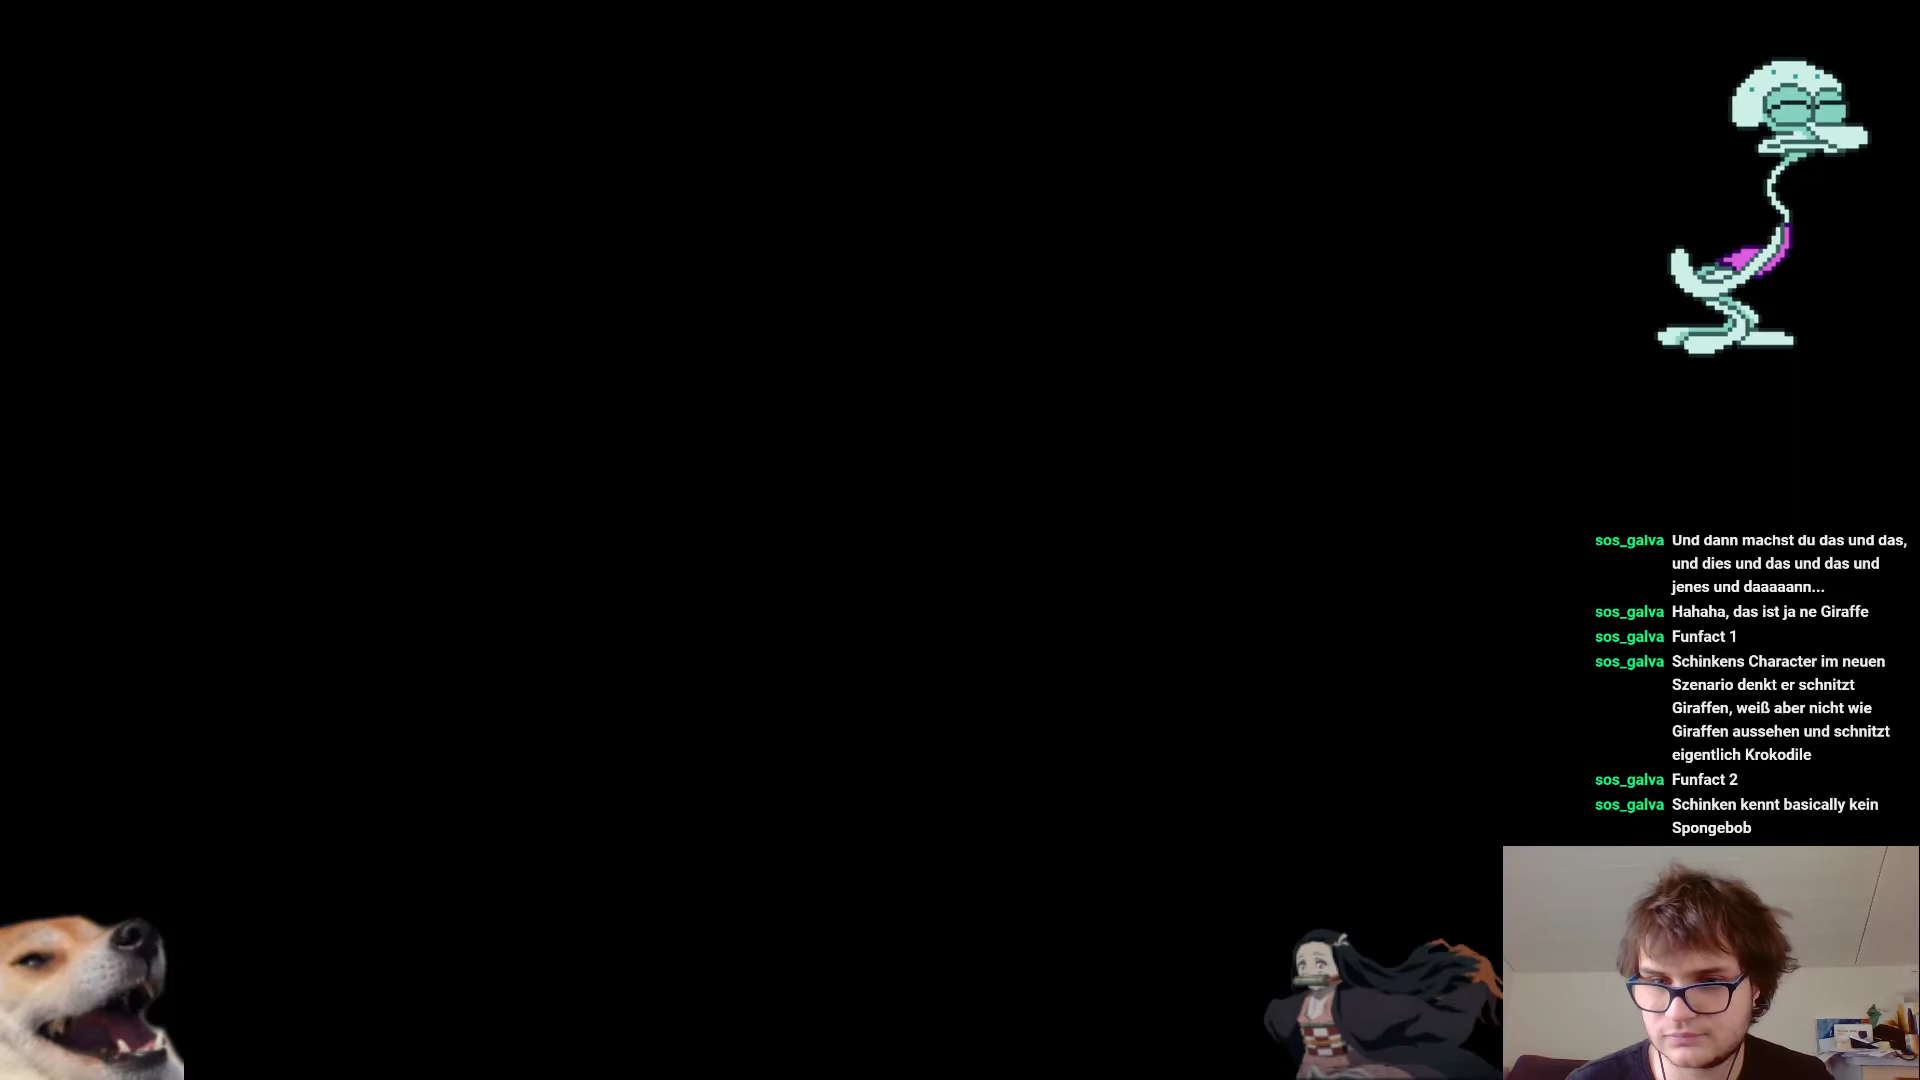 sos_galva Und dann machst du das und das,
und dies und das und das und
jenes und daaaaann...
sos_galva Hahaha, das ist ja ne Giraffe
sos_galva Funfact 1
sos_galva Schinkens Character im neuen
Szenario denkt er schnitzt
Giraffen, weiß aber nicht wie
Giraffen aussehen und schnitzt
eigentlich Krokodile
sos_galva Funfact 2
sos_galva Schinken kennt basically kein
Spongebob